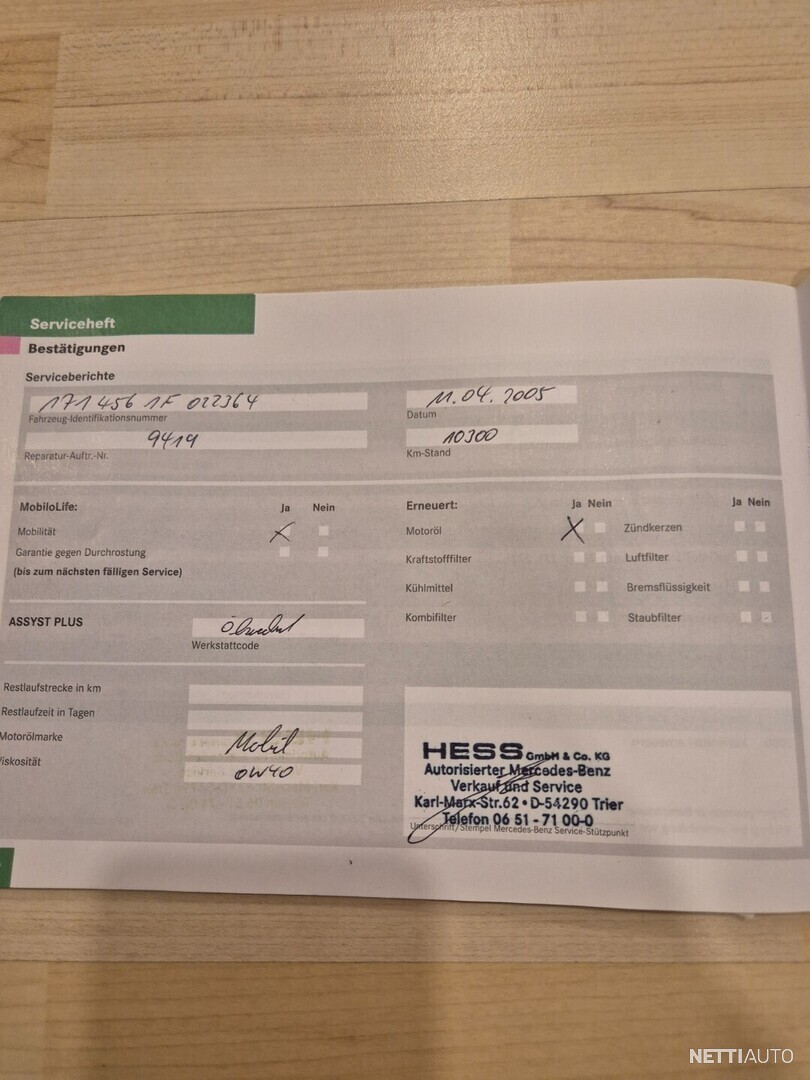 Serviceheft
Bestätigungen
Serviceberichte
171 456 1F 022364
Fahrzeug-Identifikationsnummer
11.04.2005
Datum
9419
Reparatur-Auftr.-Nr.
10300
Km-Stand
MobiloLife: Ja Nein
Mobilität
Garantie gegen Durchrostung
(bis zum nächsten fälligen Service)
ASSYST PLUS
Werkstattcode
Restlaufstrecke in km
Restlaufzeit in Tagen
Motorölmarke
Mobil
iskosität
0W40
Erneuert: Ja Nein Ja Nein
Motoröl X Zündkerzen
Kraftstofffilter Luftfilter
Kühlmittel Bremsflüssigkeit
Kombifilter Staubfilter
HESS GmbH & Co. KG
Autorisierter Mercedes-Benz
Verkauf und Service
Karl-Marx-Str.62 • D-54290 Trier
Telefon 06 51 - 71 00-0
Unterschrift/Stempel Mercedes-Benz Service-Stützpunkt
NETTIAUTO